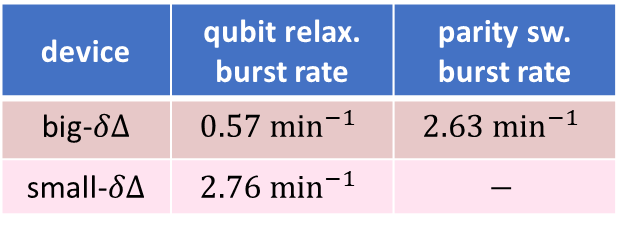 device qubit relax. burst rate parity sw. burst rate
big-δΔ 0.57 min⁻¹ 2.63 min⁻¹
small-δΔ 2.76 min⁻¹ –